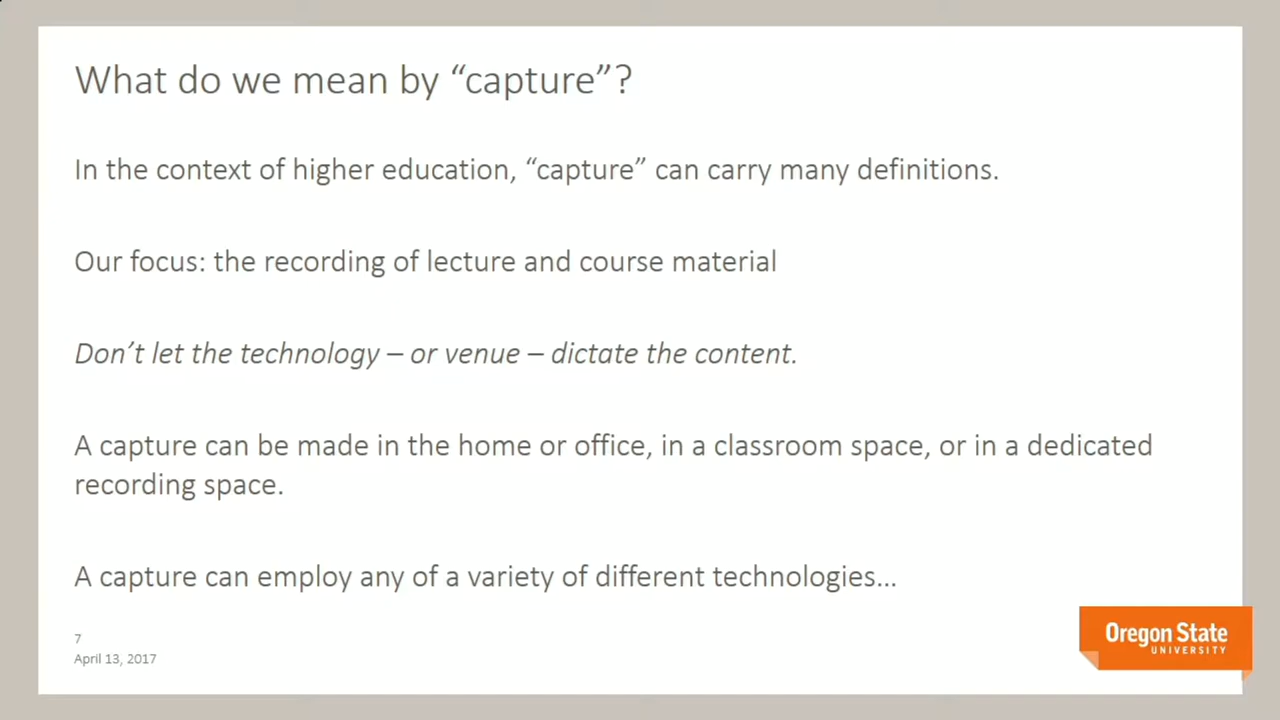 What do we mean by “capture”?
In the context of higher education, “capture” can carry many definitions.
Our focus: the recording of lecture and course material
Don’t let the technology – or venue – dictate the content.
A capture can be made in the home or office, in a classroom space, or in a dedicated
recording space.
A capture can employ any of a variety of different technologies…
7
April 13, 2017
Oregon State
UNIVERSITY